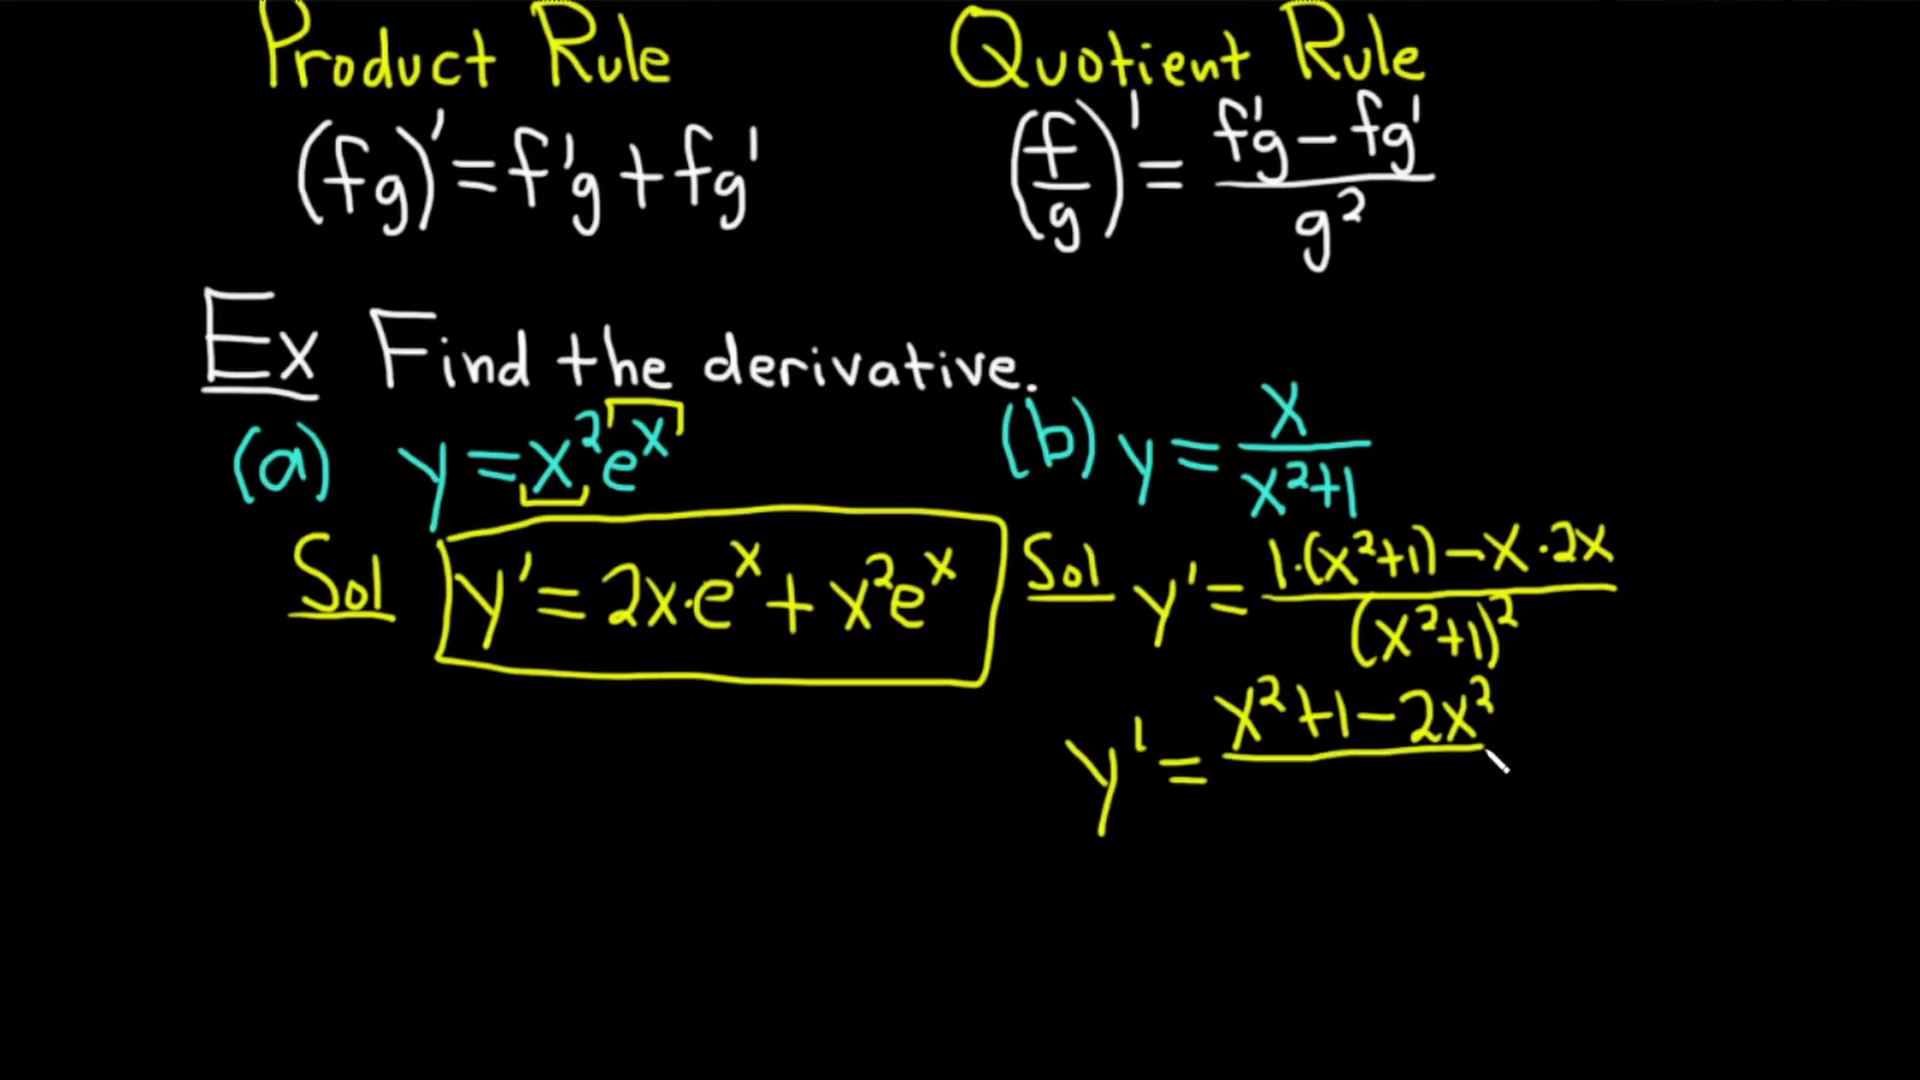 Product Rule
(fg)' = f'g + fg'
Quotient Rule
(f/g)' = (f'g - fg')/g²
Ex Find the derivative.
(a) y = x²eˣ
Sol y' = 2x·eˣ + x²eˣ
(b) y = x/(x²+1)
Sol y' = (1·(x²+1) - x·2x)/(x²+1)²
y' = x²+1-2x²